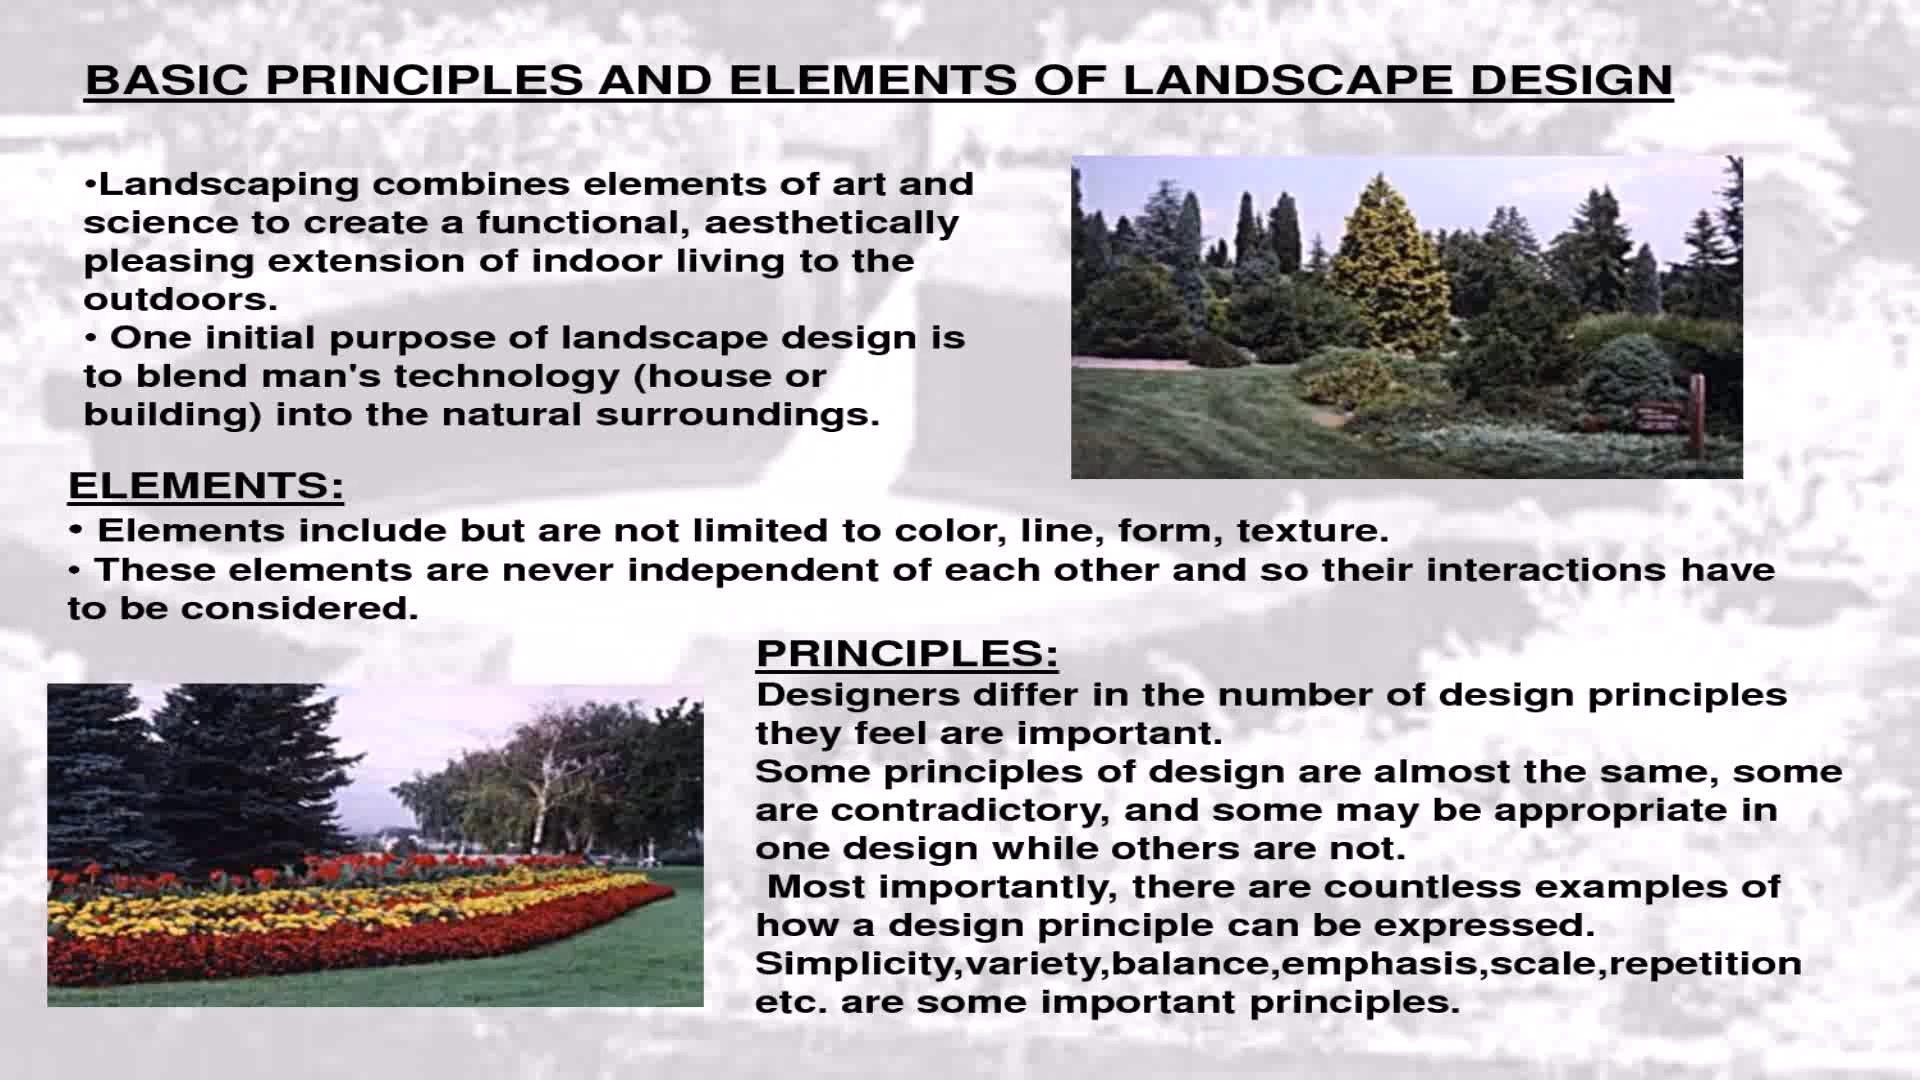 BASIC PRINCIPLES AND ELEMENTS OF LANDSCAPE DESIGN
•Landscaping combines elements of art and
science to create a functional, aesthetically
pleasing extension of indoor living to the
outdoors.
• One initial purpose of landscape design is
to blend man's technology (house or
building) into the natural surroundings.
ELEMENTS:
• Elements include but are not limited to color, line, form, texture.
• These elements are never independent of each other and so their interactions have
to be considered.
PRINCIPLES:
Designers differ in the number of design principles
they feel are important.
Some principles of design are almost the same, some
are contradictory, and some may be appropriate in
one design while others are not.
Most importantly, there are countless examples of
how a design principle can be expressed.
Simplicity,variety,balance,emphasis,scale,repetition
etc. are some important principles.